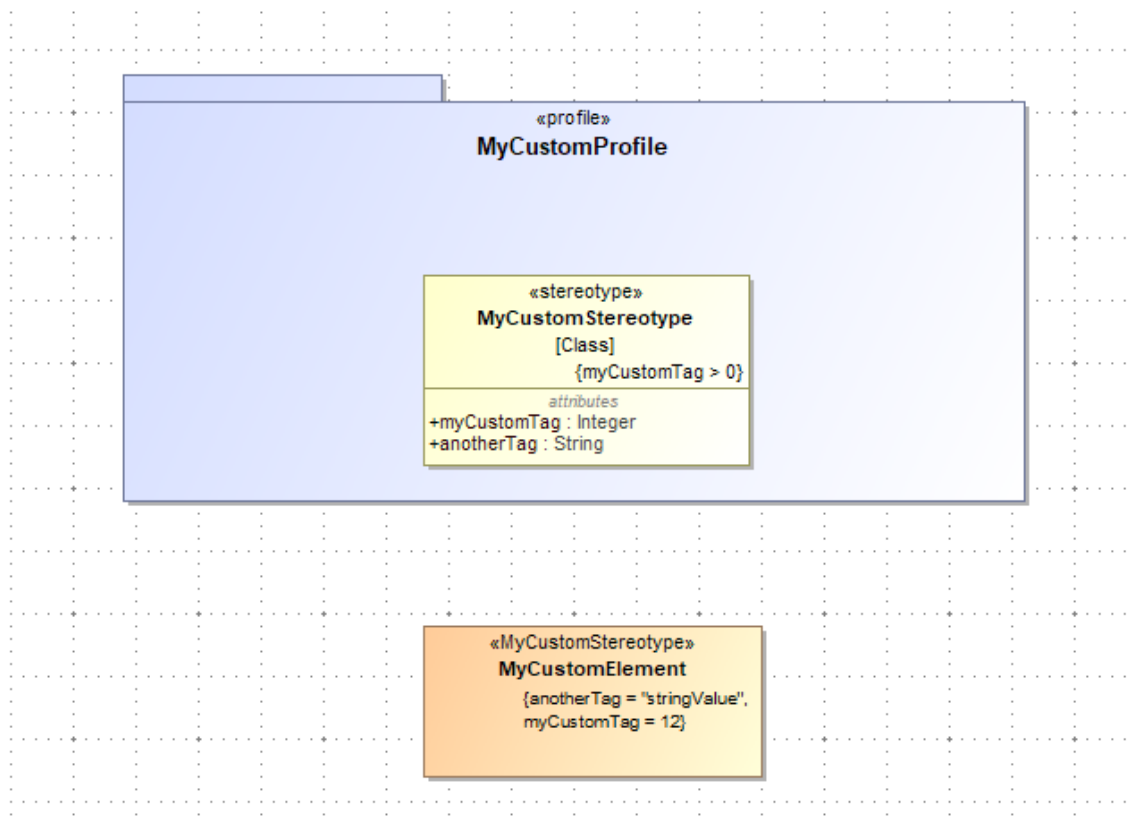 «profile»
MyCustomProfile
«stereotype»
MyCustomStereotype
[Class]
{myCustomTag > 0}
attributes
+myCustomTag : Integer
+anotherTag : String
«MyCustomStereotype»
MyCustomElement
{anotherTag = "stringValue",
myCustomTag = 12}